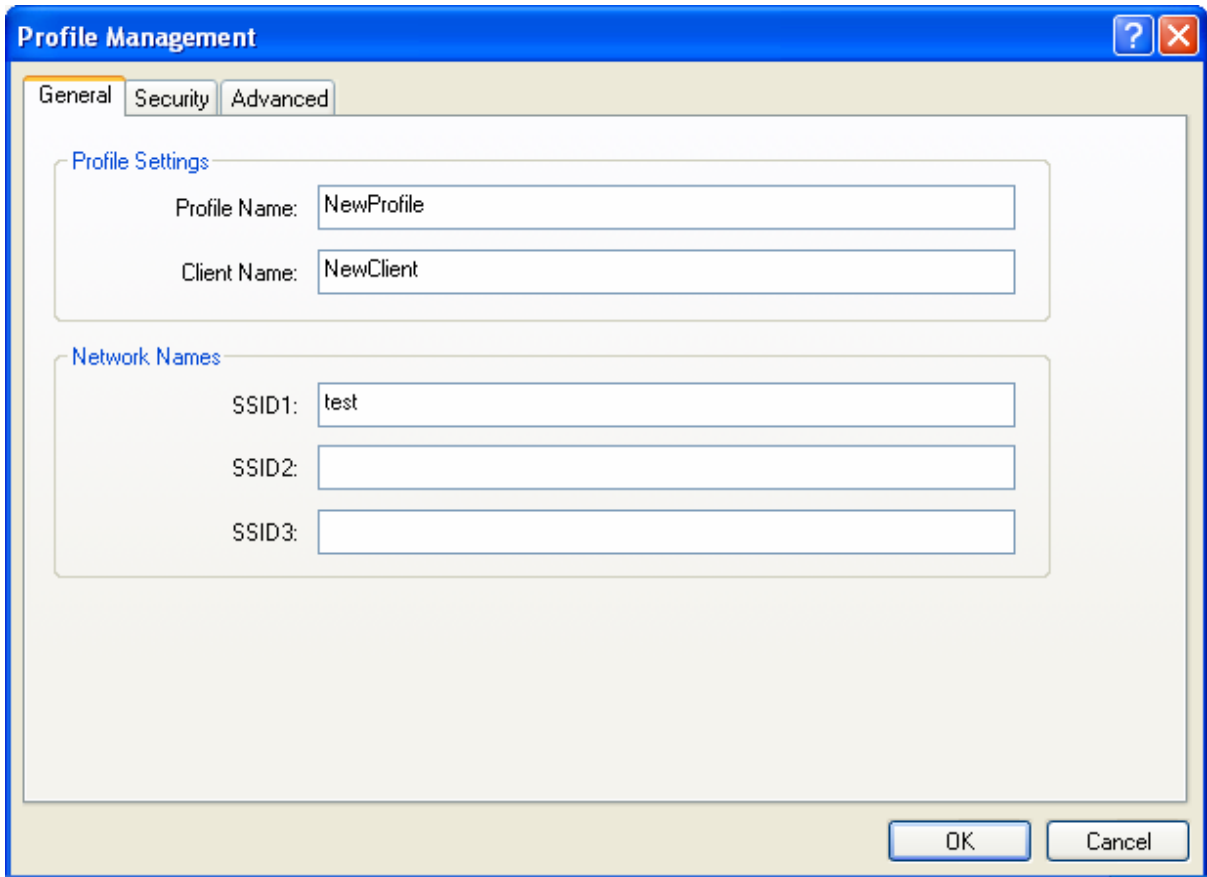 Profile Management
General Security Advanced
Profile Settings
Profile Name: NewProfile
Client Name: NewClient
Network Names
SSID1: test
SSID2:
SSID3:
OK Cancel